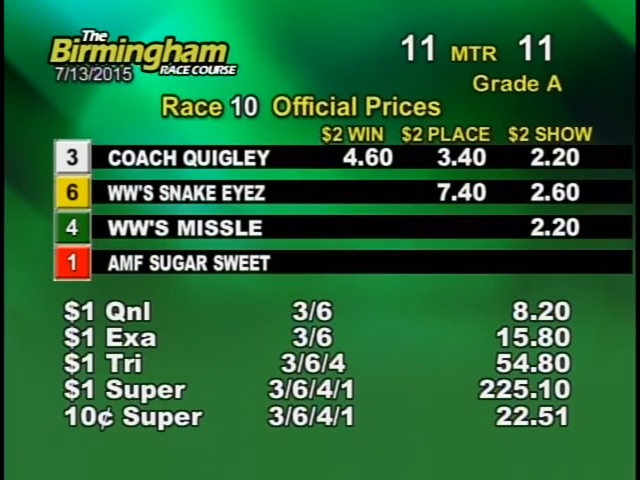 The
Birmingham
RACE COURSE
7/13/2015
11 MTR 11
Grade A
Race 10 Official Prices
$2 WIN $2 PLACE $2 SHOW
3 COACH QUIGLEY 4.60 3.40 2.20
6 WW'S SNAKE EYEZ 7.40 2.60
4 WW'S MISSLE 2.20
1 AMF SUGAR SWEET
$1 Qnl 3/6 8.20
$1 Exa 3/6 15.80
$1 Tri 3/6/4 54.80
$1 Super 3/6/4/1 225.10
10¢ Super 3/6/4/1 22.51